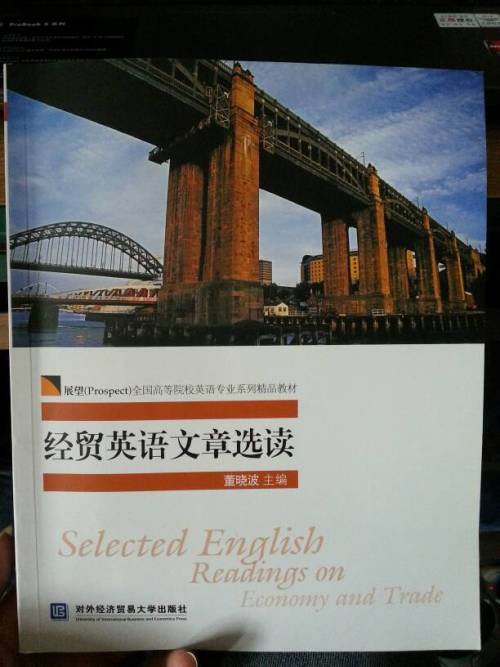 ProBook
展望(Prospect)全国高等院校英语专业系列精品教材
经贸英语文章选读
董晓波 主编
Selected English
Readings on
Economy and Trade
对外经济贸易大学出版社
University of International Business and Economics Press